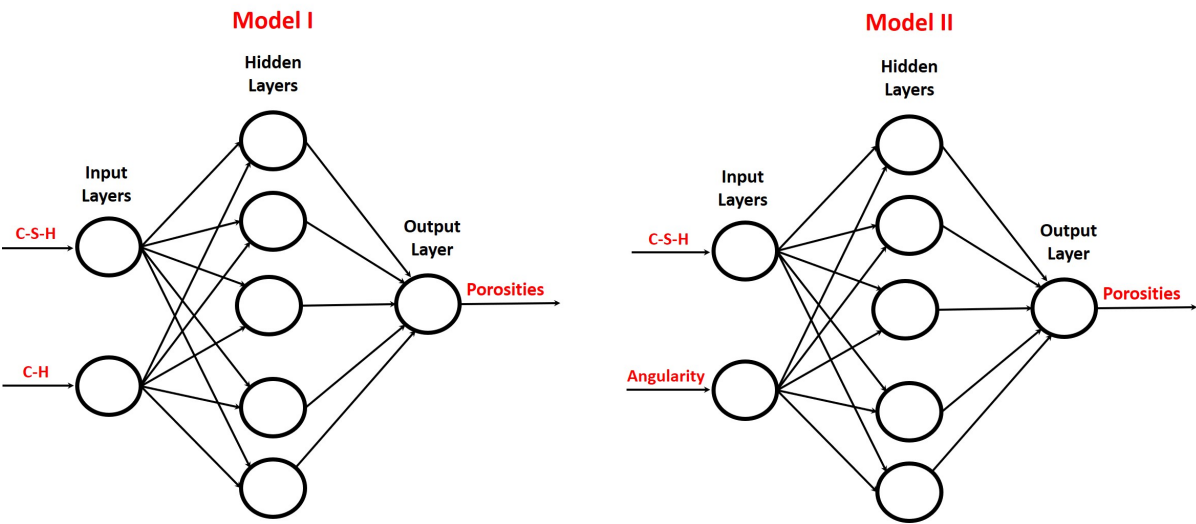 Model I
Hidden
Layers
Input
Layers
C-S-H
Output
Layer
Porosities
C-H
Model II
Hidden
Layers
Input
Layers
C-S-H
Output
Layer
Porosities
Angularity